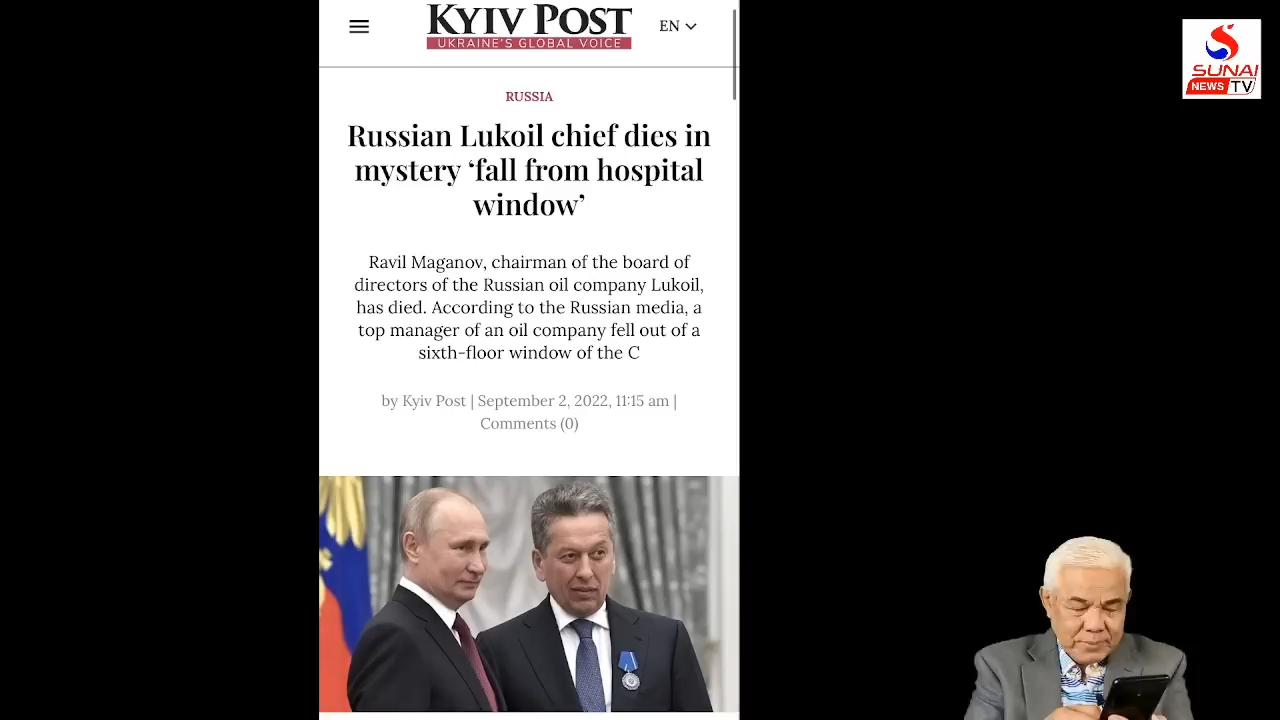 KYIV POST
EN
UKRAINE'S GLOBAL VOICE
SUNAI
NEWS TV
RUSSIA
Russian Lukoil chief dies in
mystery ‘fall from hospital
window’
Ravil Maganov, chairman of the board of
directors of the Russian oil company Lukoil,
has died. According to the Russian media, a
top manager of an oil company fell out of a
sixth-floor window of the C
by Kyiv Post | September 2, 2022, 11:15 am |
Comments (0)